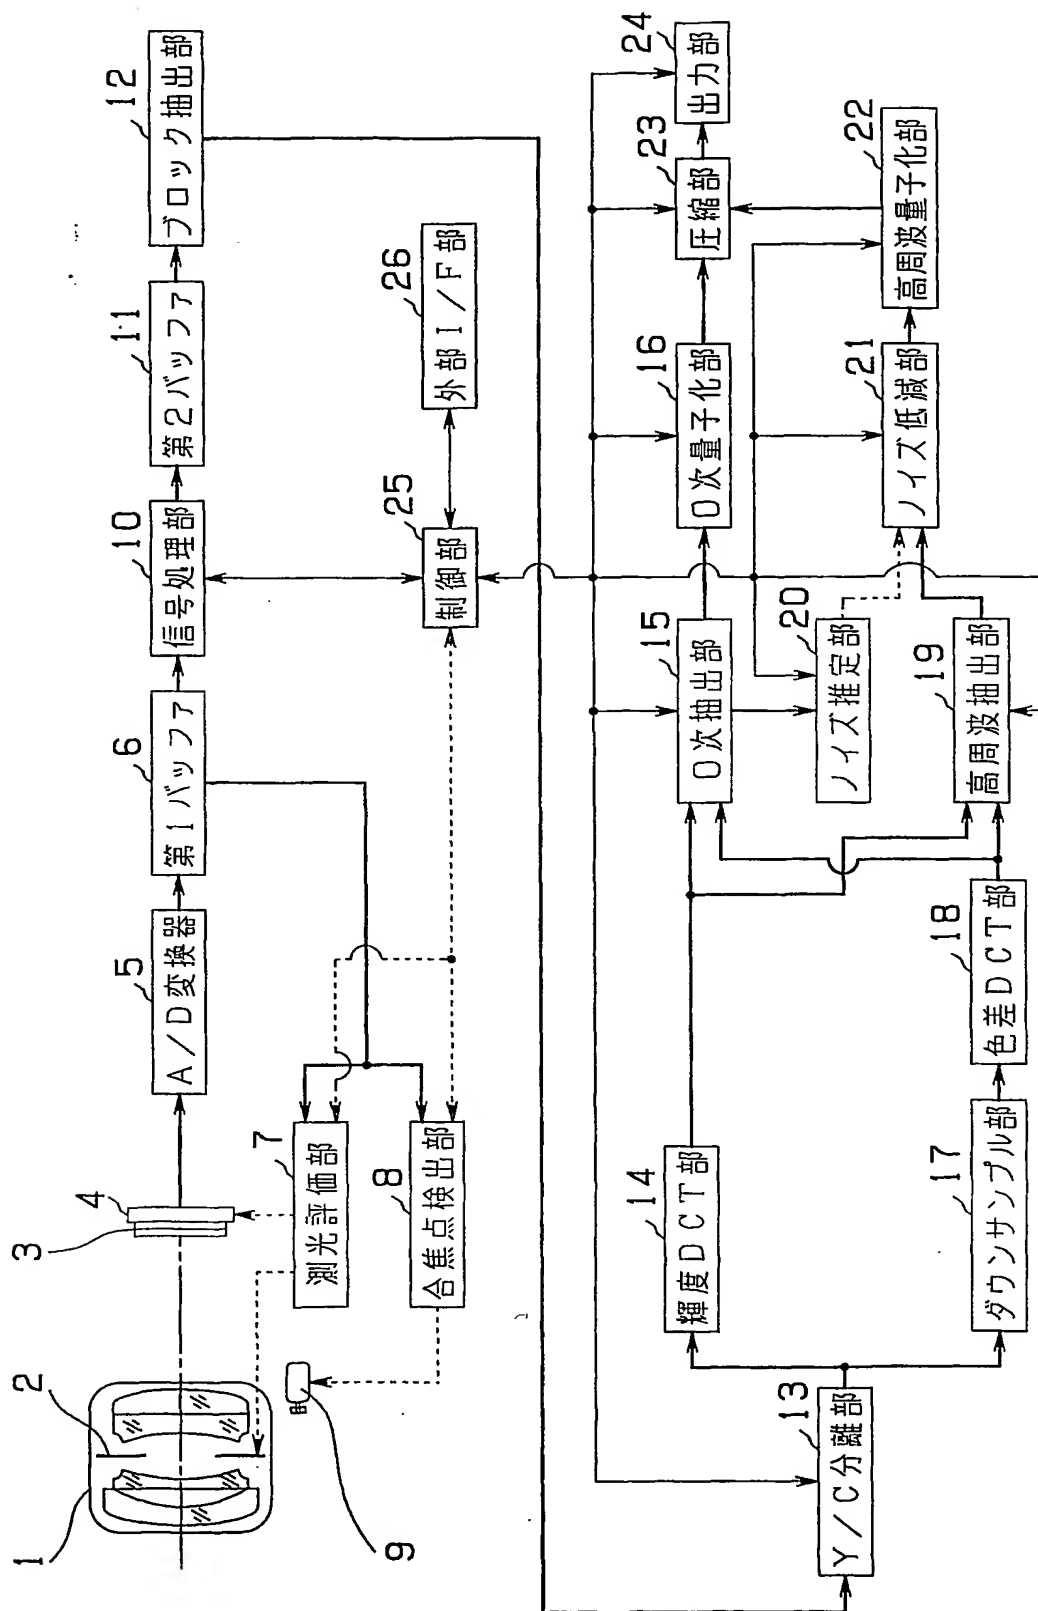 1
2
3
4
5
A/D変換器
6
第1バッファ
10
信号処理部
11
第2バッファ
12
ブロック抽出部
7
測光評価部
8
合焦点検出部
9
25
制御部
26
外部I/F部
13
Y/C分離部
14
輝度DCT部
15
0次抽出部
16
0次量子化部
23
圧縮部
24
出力部
17
ダウンサンプル部
18
色差DCT部
19
高周波抽出部
20
ノイズ推定部
21
ノイズ低減部
22
高周波量子化部